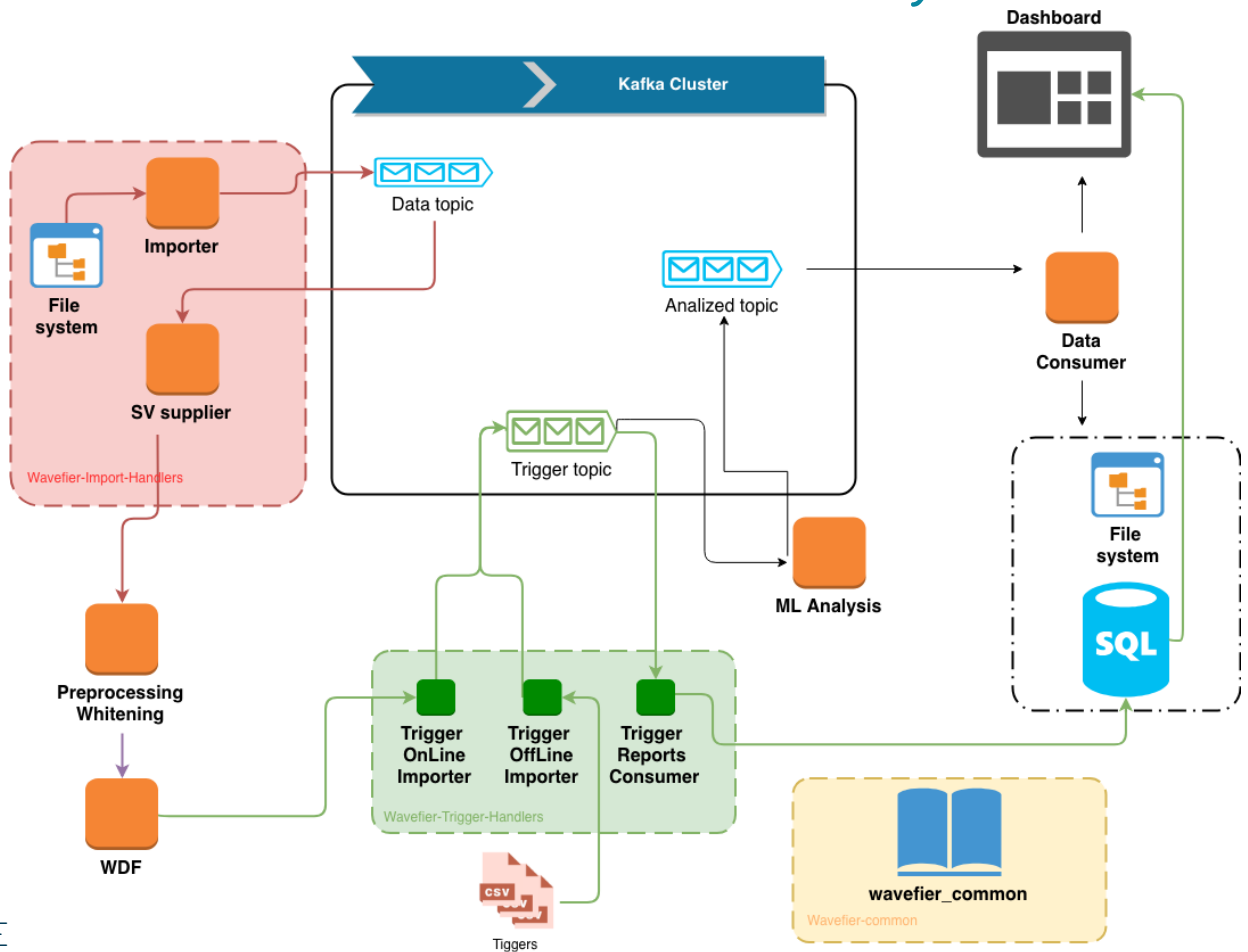 Dashboard
Kafka Cluster
Data topic
Importer
File
system
SV supplier
Wavefier-Import-Handlers
Analized topic
Data
Consumer
Trigger topic
File
system
SQL
ML Analysis
Preprocessing
Whitening
Trigger
OnLine
Importer
Trigger
OffLine
Importer
Trigger
Reports
Consumer
Wavefier-Trigger-Handlers
WDF
CSV
Tiggers
wavefier_common
Wavefier-common